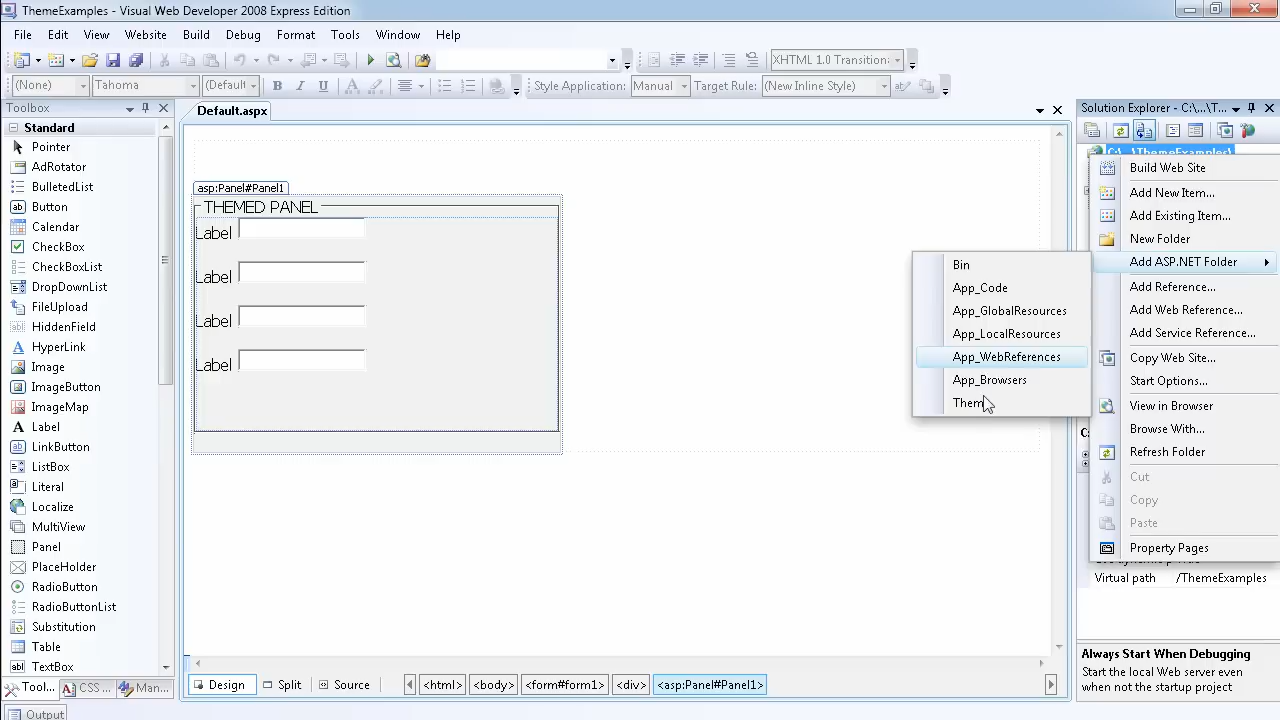 ThemeExamples - Visual Web Developer 2008 Express Edition
File Edit View Website Build Debug Format Tools Window Help
XHTML 1.0 Transition:
(None) Tahoma (Default B I U A Style Application: Manual Target Rule: (New Inline Style)
Toolbox
Standard
Pointer
AdRotator
BulletedList
Button
Calendar
CheckBox
CheckBoxList
DropDownList
FileUpload
HiddenField
HyperLink
Image
ImageButton
ImageMap
Label
LinkButton
ListBox
Literal
Localize
MultiView
Panel
PlaceHolder
RadioButton
RadioButtonList
Substitution
Table
TextBox
Tool... CSS ... Man...
Output
Default.aspx
asp:Panel#Panel1
THEMED PANEL
Label
Label
Label
Label
Design Split Source <html> <body> <form#form1> <div> <asp:Panel#Panel1>
Bin
App_Code
App_GlobalResources
App_LocalResources
App_WebReferences
App_Browsers
Them
Solution Explorer - C:\...\T...
C:\...\ThemeExamples\
Build Web Site
Add New Item...
Add Existing Item...
New Folder
Add ASP.NET Folder
Add Reference...
Add Web Reference...
Add Service Reference...
Copy Web Site...
Start Options...
View in Browser
Browse With...
Refresh Folder
Cut
Copy
Paste
Property Pages
Virtual path /ThemeExamples
Always Start When Debugging
Start the local Web server even
when not the startup project